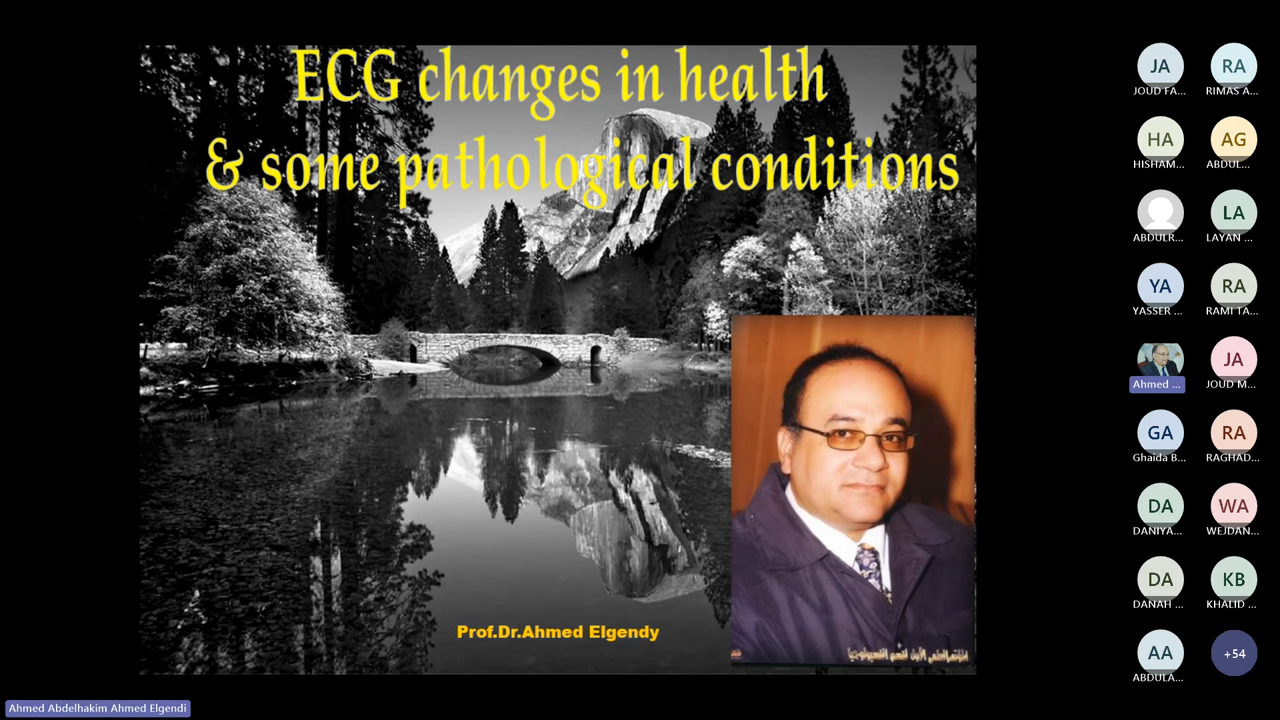 ECG changes in health
& some pathological conditions
Prof.Dr.Ahmed Elgendy
Ahmed Abdelhakim Ahmed Elgendi
JA
JOUD FA...
RA
RIMAS A...
HA
HISHAM...
AG
ABDUL...
ABDULR...
LA
LAYAN ...
YA
YASSER ...
RA
RAMI TA...
Ahmed ...
JA
JOUD M...
GA
Ghaida B...
RA
RAGHAD...
DA
DANIYA...
WA
WEJDAN...
DA
DANAH ...
KB
KHALID ...
AA
ABDULA...
+54